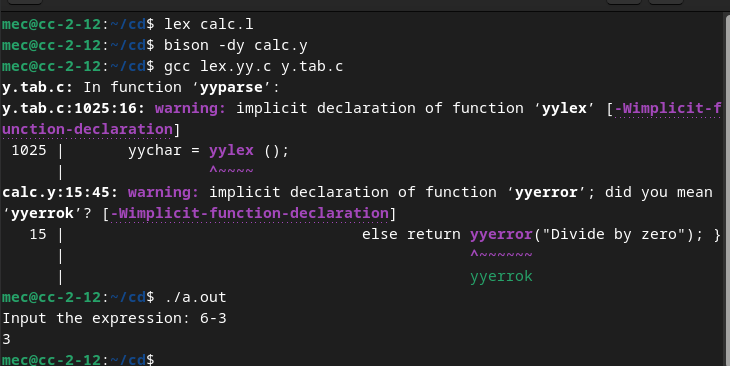 mec@cc-2-12:~/cd$ lex calc.l
mec@cc-2-12:~/cd$ bison -dy calc.y
mec@cc-2-12:~/cd$ gcc lex.yy.c y.tab.c
y.tab.c: In function ‘yyparse’:
y.tab.c:1025:16: warning: implicit declaration of function ‘yylex’ [-Wimplicit-f
unction-declaration]
 1025 |       yychar = yylex ();
      |                ^~~~~
calc.y:15:45: warning: implicit declaration of function ‘yyerror’; did you mean
‘yyerrok’? [-Wimplicit-function-declaration]
   15 |                                 else return yyerror("Divide by zero"); }
      |                                             ^~~~~~~
      |                                             yyerrok
mec@cc-2-12:~/cd$ ./a.out
Input the expression: 6-3
3
mec@cc-2-12:~/cd$